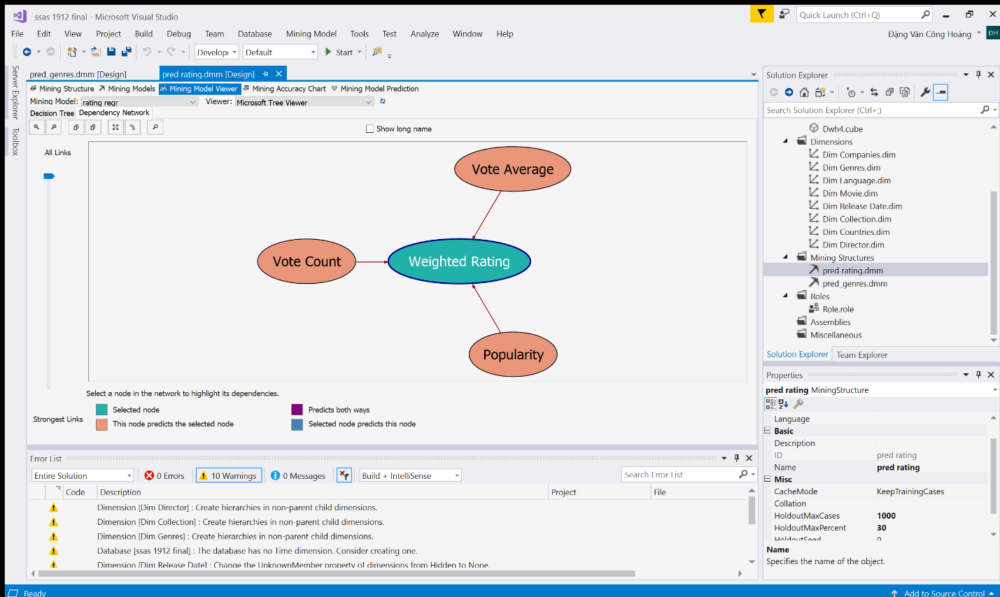 ssas 1912 final - Microsoft Visual Studio
Quick Launch (Ctrl+Q)
File Edit View Project Build Debug Team Database Mining Model Tools Test Analyze Window Help
Đặng Văn Công Hoàng DH
Develop Default Start
Server Explorer
Toolbox
pred_genres.dmm [Design] pred rating.dmm [Design]
Mining Structure Mining Models Mining Model Viewer Mining Accuracy Chart Mining Model Prediction
Mining Model: rating regr Viewer: Microsoft Tree Viewer
Decision Tree Dependency Network
Show long name
All Links
Vote Average
Vote Count
Weighted Rating
Popularity
Select a node in the network to highlight its dependencies.
Selected node Predicts both ways
Strongest Links
This node predicts the selected node Selected node predicts this node
Error List
Entire Solution 0 Errors 10 Warnings 0 Messages Build + IntelliSense Search Error List
Code Description Project File
Dimension [Dim Director] : Create hierarchies in non-parent child dimensions.
Dimension [Dim Collection] : Create hierarchies in non-parent child dimensions.
Dimension [Dim Genres] : Create hierarchies in non-parent child dimensions.
Database [ssas 1912 final] : The database has no Time dimension. Consider creating one.
Dimension [Dim Release Date] : Change the UnknownMember property of dimensions from Hidden to None.
Solution Explorer
Search Solution Explorer (Ctrl+;)
Dwh4.cube
Dimensions
Dim Companies.dim
Dim Genres.dim
Dim Language.dim
Dim Movie.dim
Dim Release Date.dim
Dim Collection.dim
Dim Countries.dim
Dim Director.dim
Mining Structures
pred rating.dmm
pred_genres.dmm
Roles
Role.role
Assemblies
Miscellaneous
Solution Explorer Team Explorer
Properties
pred rating MiningStructure
Language
Basic
Description
ID pred rating
Name pred rating
Misc
CacheMode KeepTrainingCases
Collation
HoldoutMaxCases 1000
HoldoutMaxPercent 30
HoldoutSeed 0
Name
Specifies the name of the object.
Ready
Add to Source Control